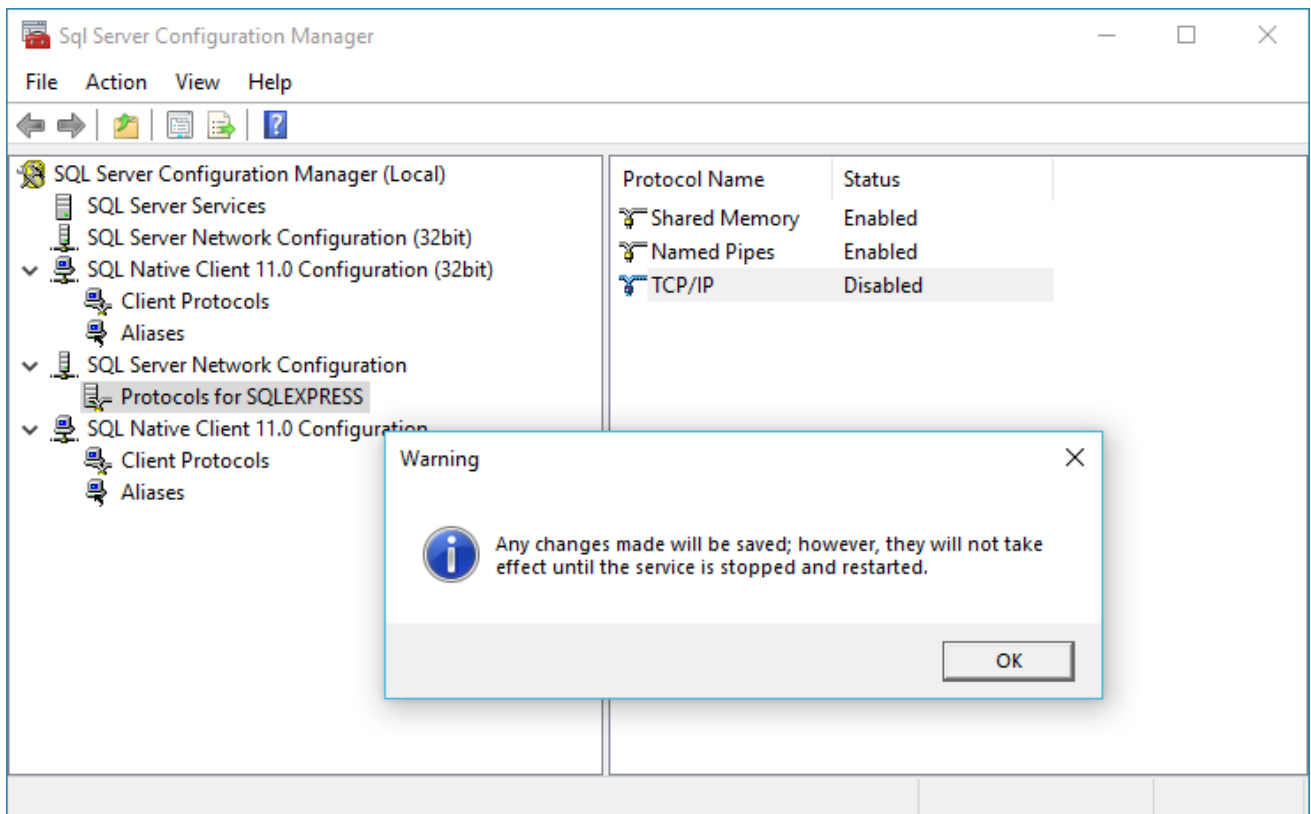 Sql Server Configuration Manager
File Action View Help
SQL Server Configuration Manager (Local)
SQL Server Services
SQL Server Network Configuration (32bit)
SQL Native Client 11.0 Configuration (32bit)
Client Protocols
Aliases
SQL Server Network Configuration
Protocols for SQLEXPRESS
SQL Native Client 11.0 Configuration
Client Protocols
Aliases
Protocol Name Status
Shared Memory Enabled
Named Pipes Enabled
TCP/IP Disabled
Warning
Any changes made will be saved; however, they will not take
effect until the service is stopped and restarted.
OK